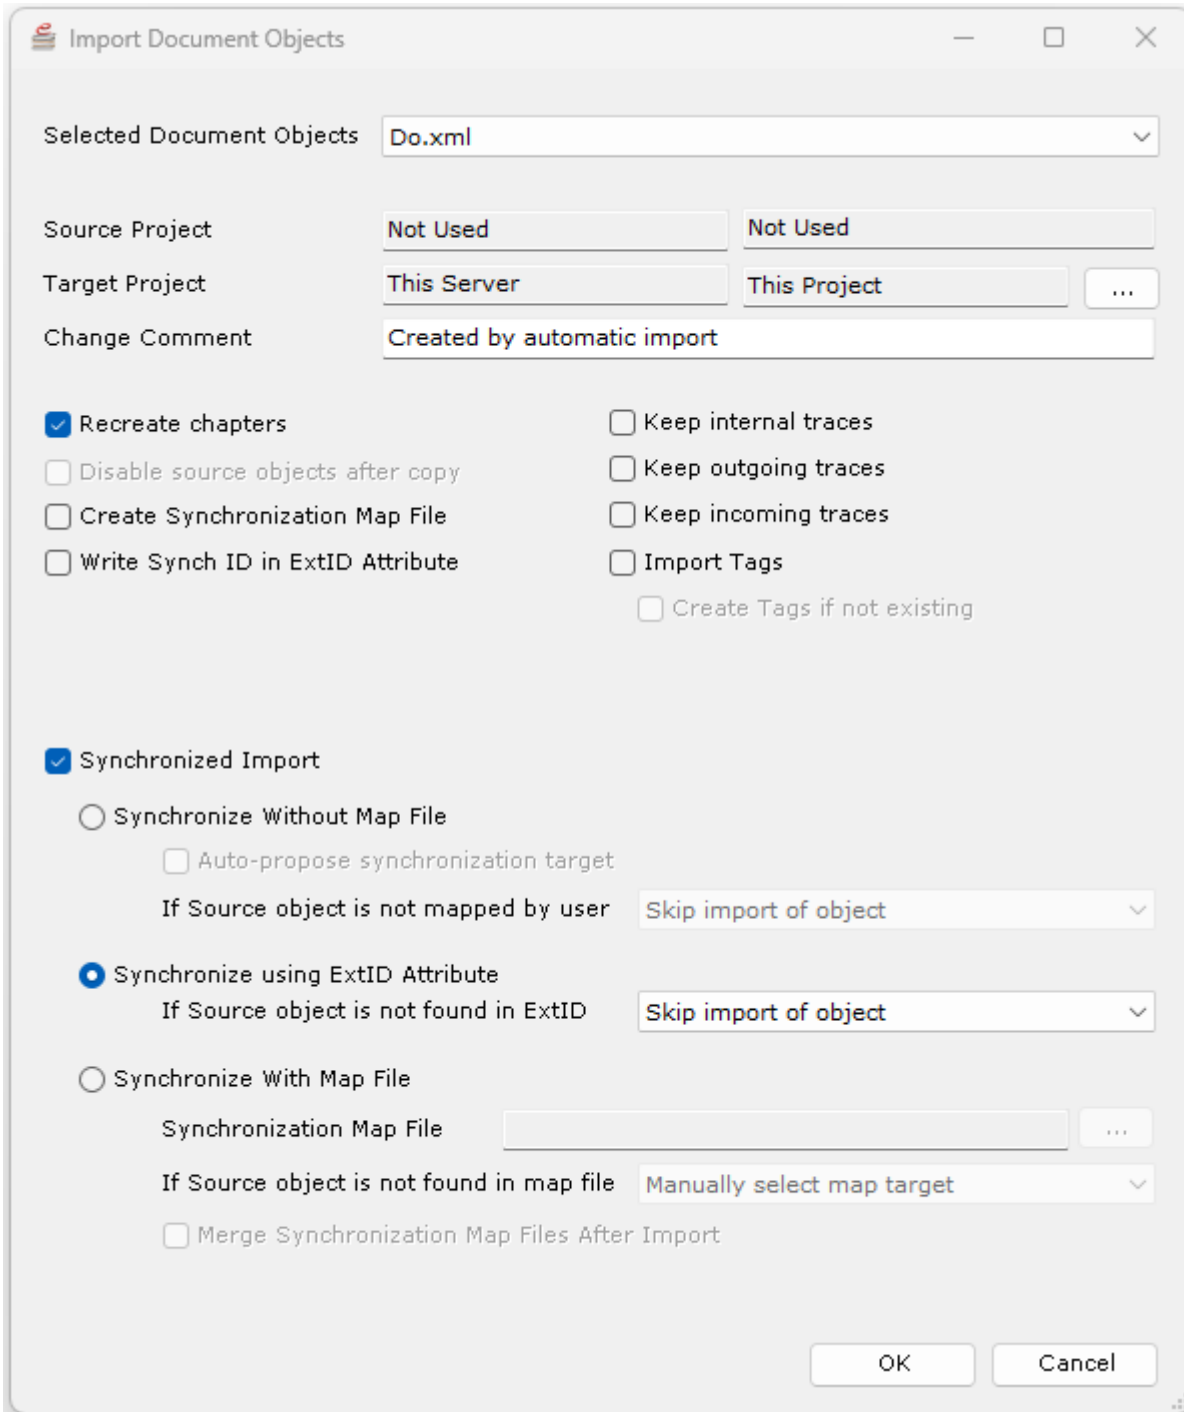 Import Document Objects
Selected Document Objects Do.xml
Source Project Not Used Not Used
Target Project This Server This Project ...
Change Comment Created by automatic import
Recreate chapters Keep internal traces
Disable source objects after copy Keep outgoing traces
Create Synchronization Map File Keep incoming traces
Write Synch ID in ExtID Attribute Import Tags
Create Tags if not existing
Synchronized Import
Synchronize Without Map File
Auto-propose synchronization target
If Source object is not mapped by user Skip import of object
Synchronize using ExtID Attribute
If Source object is not found in ExtID Skip import of object
Synchronize With Map File
Synchronization Map File ...
If Source object is not found in map file Manually select map target
Merge Synchronization Map Files After Import
OK Cancel